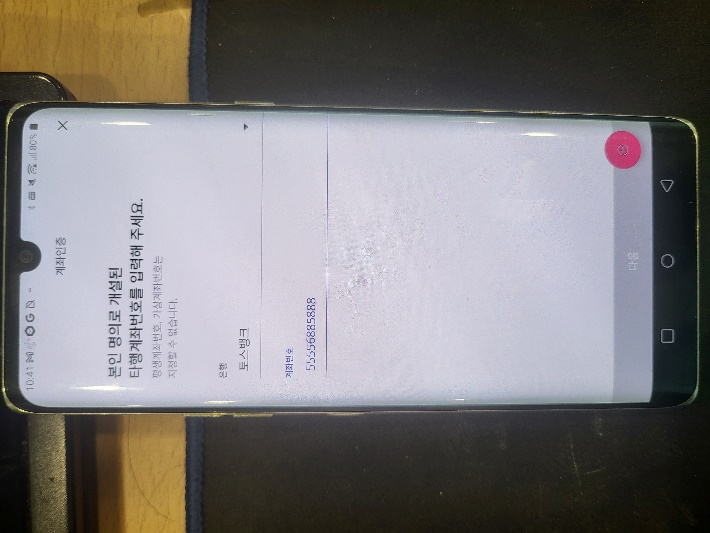 10:41
80%
계좌인증
본인 명의로 개설된
타행계좌번호를 입력해 주세요.
평생계좌번호, 가상계좌번호는
지정할 수 없습니다.
은행
토스뱅크
계좌번호
55556885888
다음